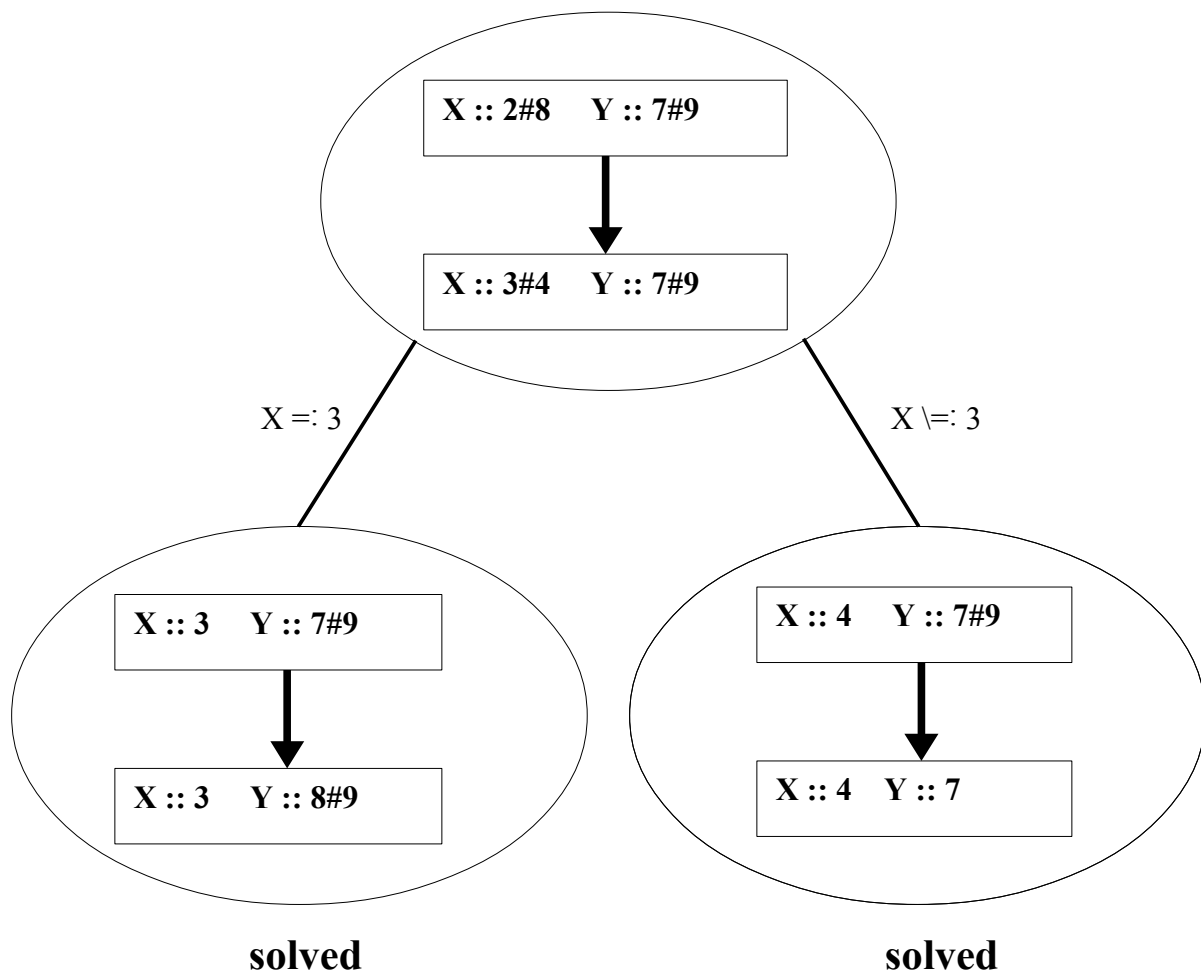 X :: 2#8 Y :: 7#9
X :: 3#4 Y :: 7#9
X =: 3
X \=: 3
X :: 3 Y :: 7#9
X :: 3 Y :: 8#9
X :: 4 Y :: 7#9
X :: 4 Y :: 7
solved
solved